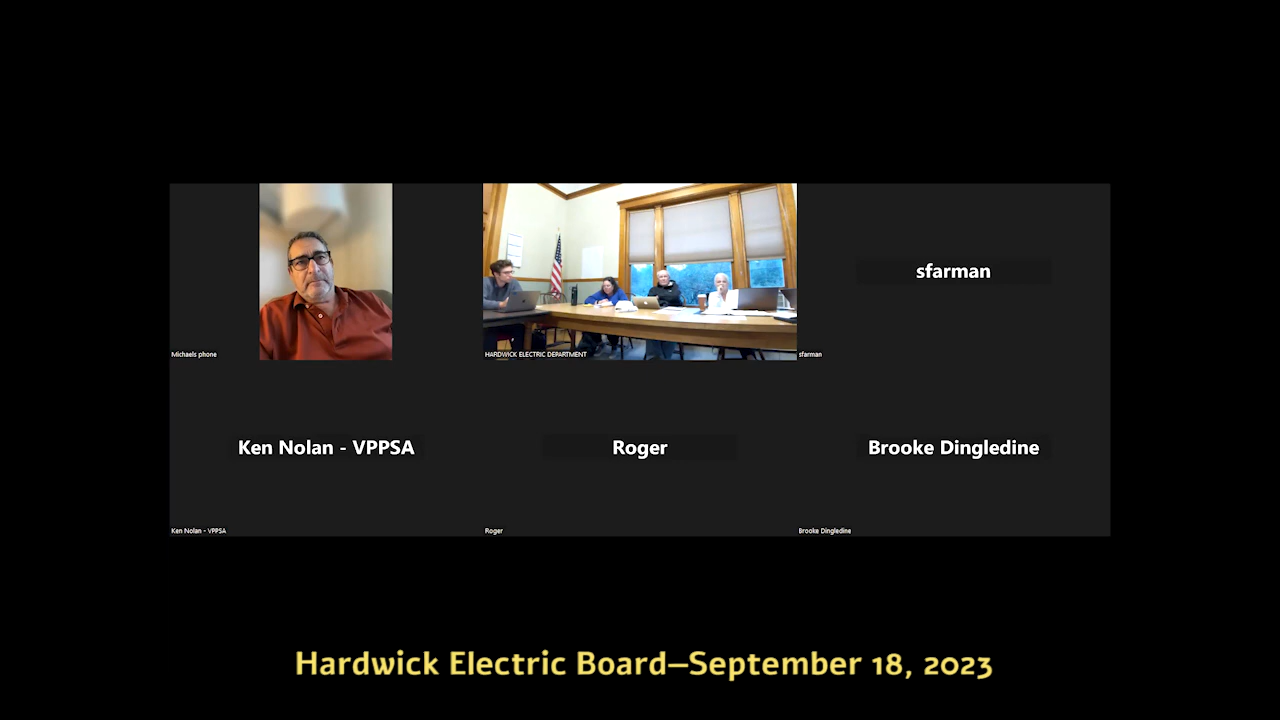 sfarman
Michaels phone
HARDWICK ELECTRIC DEPARTMENT
sfarman
Ken Nolan - VPPSA
Roger
Brooke Dingledine
Ken Nolan - VPPSA
Roger
Brooke Dingledine
Hardwick Electric Board—September 18, 2023